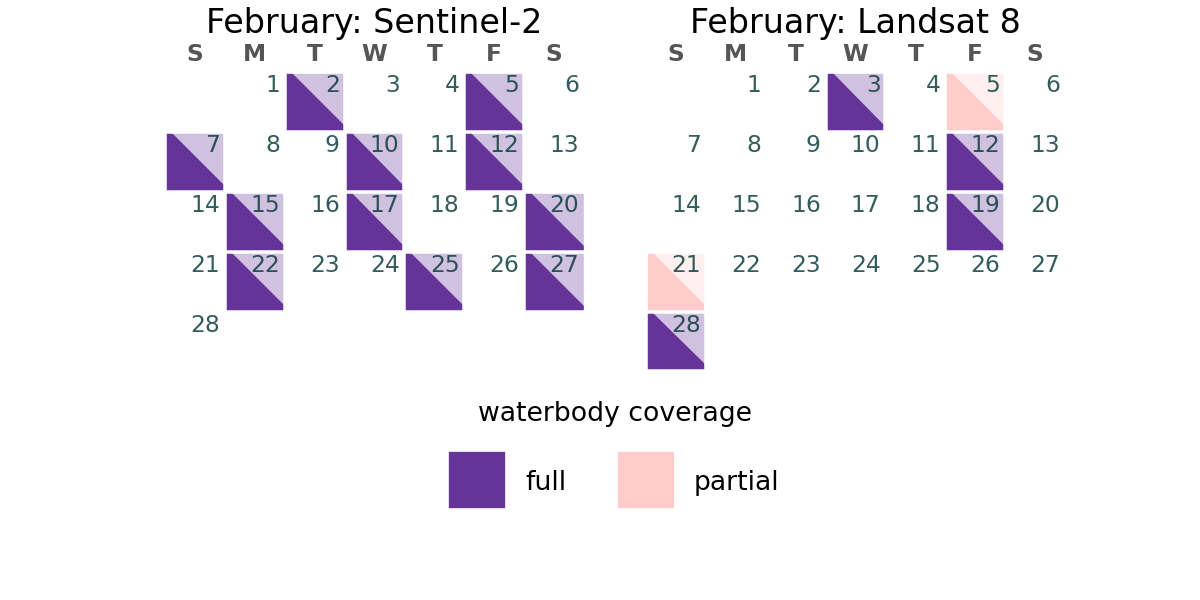 February: Sentinel-2
S M T W T F S
1 2 3 4 5 6
7 8 9 10 11 12 13
14 15 16 17 18 19 20
21 22 23 24 25 26 27
28
February: Landsat 8
S M T W T F S
1 2 3 4 5 6
7 8 9 10 11 12 13
14 15 16 17 18 19 20
21 22 23 24 25 26 27
28
waterbody coverage
full partial